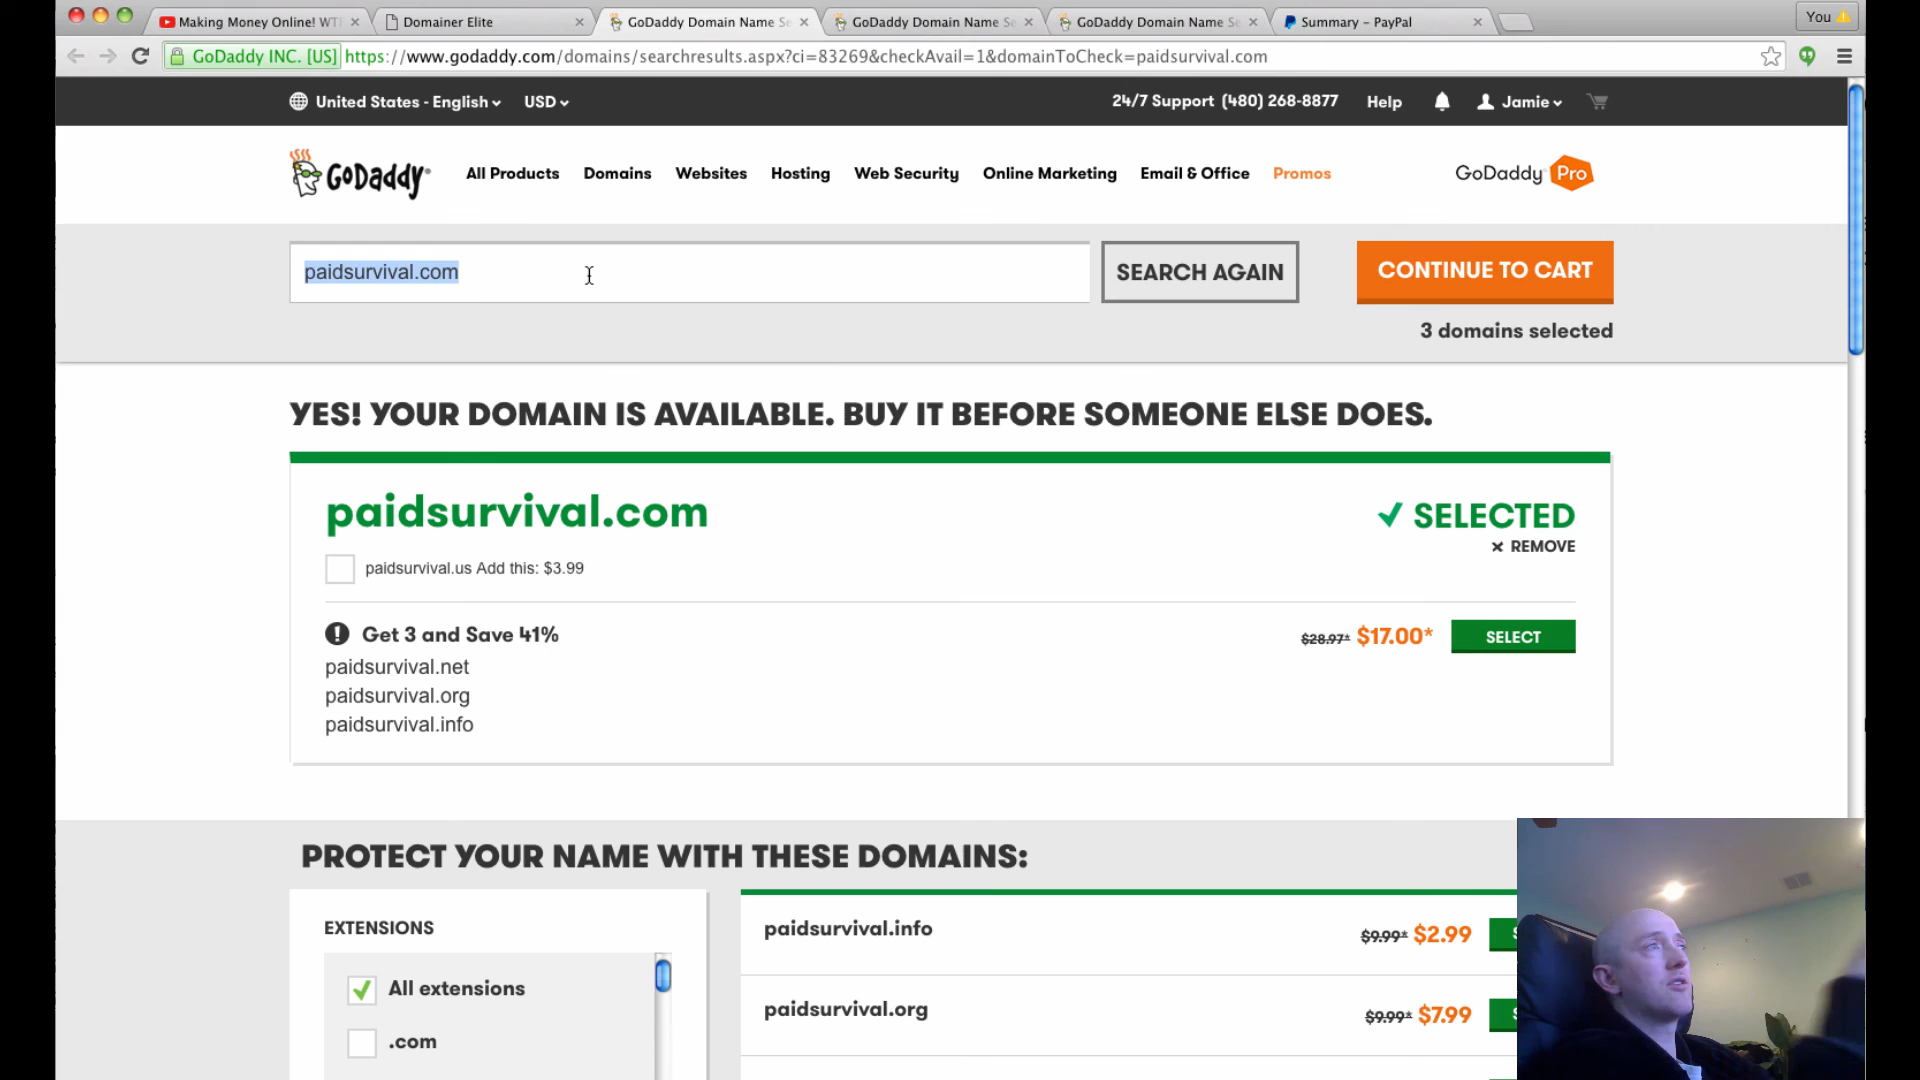 Making Money Online! WT
Domainer Elite
GoDaddy Domain Name Se
GoDaddy Domain Name Se
GoDaddy Domain Name Se
Summary – PayPal
You
GoDaddy INC. [US] https://www.godaddy.com/domains/searchresults.aspx?ci=83269&checkAvail=1&domainToCheck=paidsurvival.com
United States - English
USD
24/7 Support (480) 268-8877
Help
Jamie
GoDaddy
All Products
Domains
Websites
Hosting
Web Security
Online Marketing
Email & Office
Promos
GoDaddy Pro
paidsurvival.com
SEARCH AGAIN
CONTINUE TO CART
3 domains selected
YES! YOUR DOMAIN IS AVAILABLE. BUY IT BEFORE SOMEONE ELSE DOES.
paidsurvival.com
SELECTED
× REMOVE
paidsurvival.us Add this: $3.99
Get 3 and Save 41%
$28.97* $17.00*
SELECT
paidsurvival.net
paidsurvival.org
paidsurvival.info
PROTECT YOUR NAME WITH THESE DOMAINS:
EXTENSIONS
All extensions
.com
paidsurvival.info
$9.99* $2.99
S
paidsurvival.org
$9.99* $7.99
S